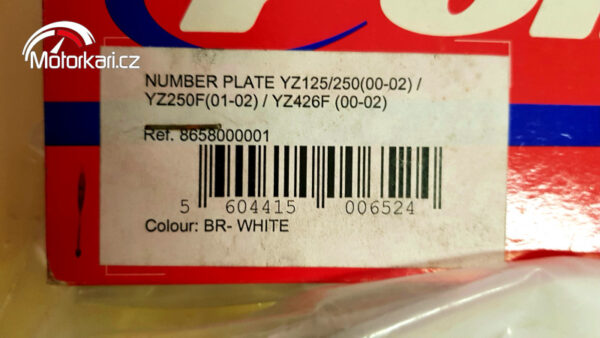 Motorkari.cz
NUMBER PLATE YZ125/250(00-02) /
YZ250F(01-02) / YZ426F (00-02)
Ref. 8658000001
5 604415 006524
Colour: BR- WHITE